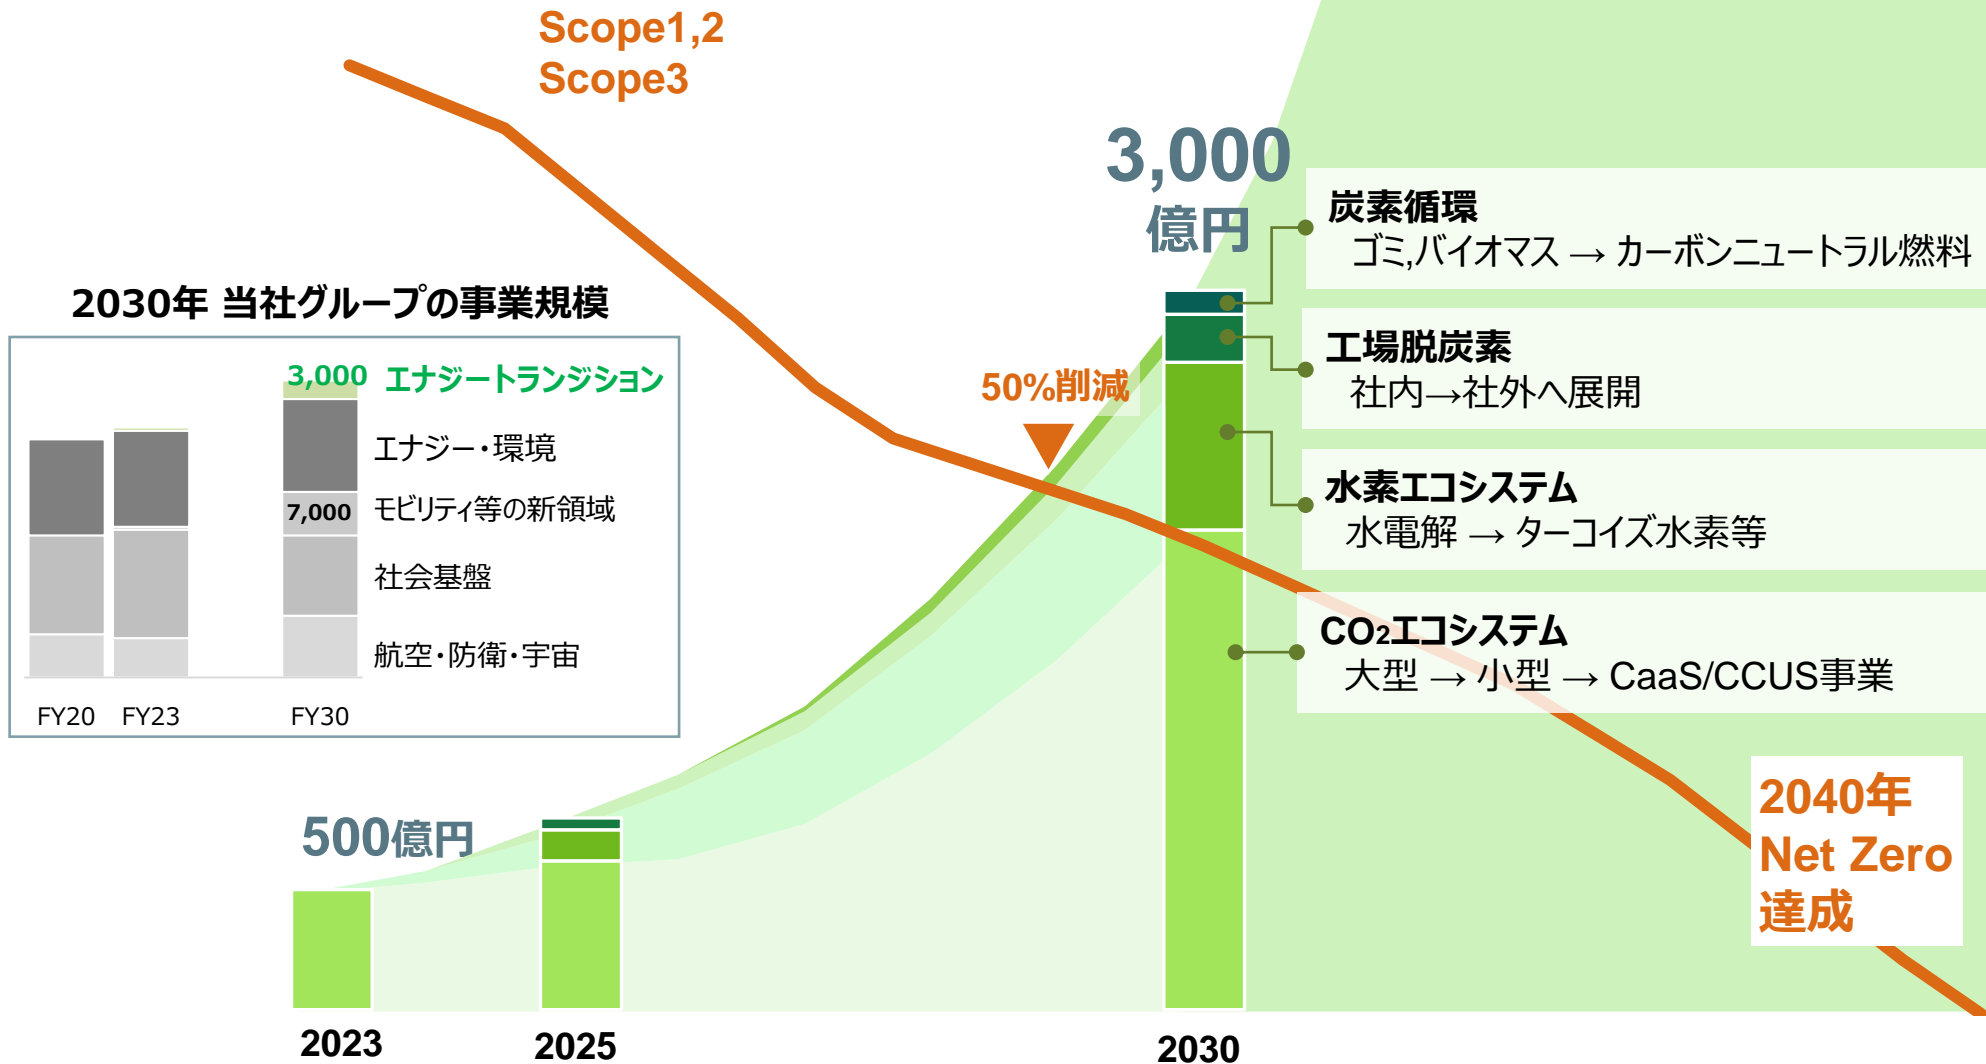 Scope1,2
Scope3
3,000
億円
炭素循環
ゴミ,バイオマス → カーボンニュートラル燃料
工場脱炭素
社内→社外へ展開
水素エコシステム
水電解 → ターコイズ水素等
CO2エコシステム
大型 → 小型 → CaaS/CCUS事業
50%削減
2030年 当社グループの事業規模
3,000 エナジートランジション
エナジー・環境
7,000 モビリティ等の新領域
社会基盤
航空・防衛・宇宙
FY20 FY23 FY30
500億円
2040年
Net Zero
達成
2023 2025 2030